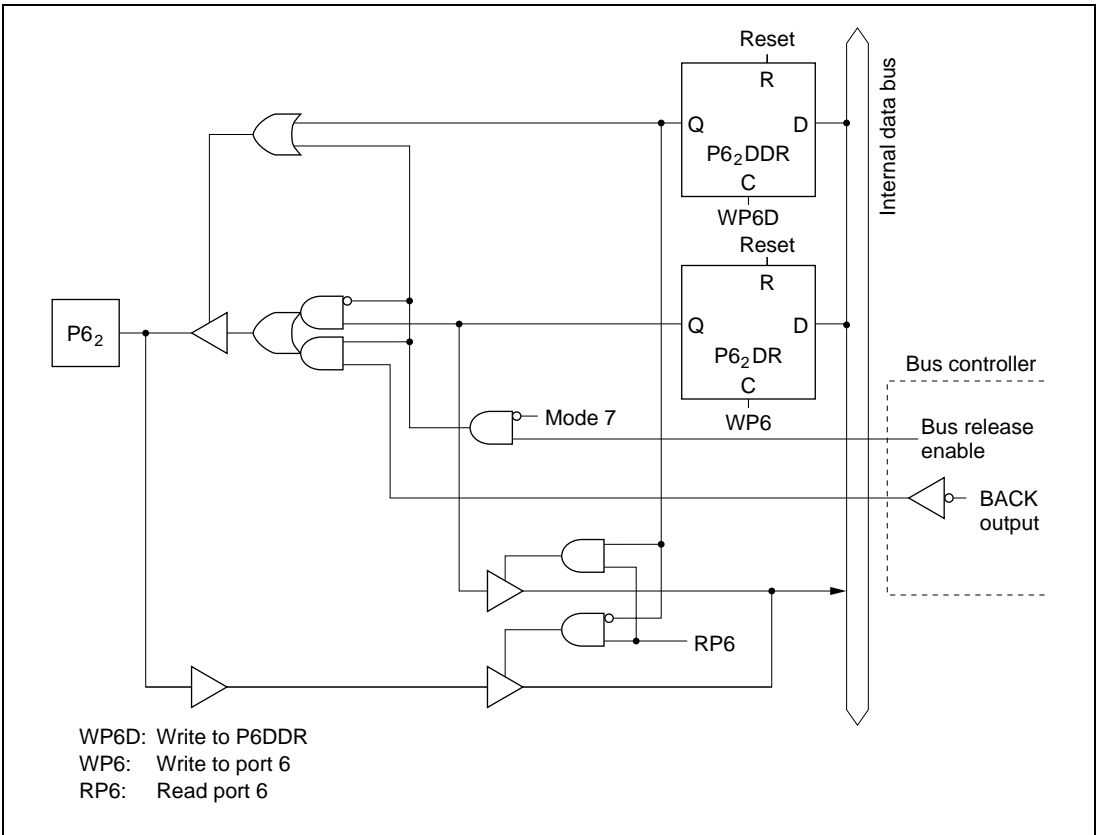 Reset
R
Q D
P6₂DDR
C
WP6D
Internal data bus
Reset
R
Q D
P6₂DR
C
WP6
P6₂
Bus controller
Mode 7
Bus release
enable
BACK
output
RP6
WP6D: Write to P6DDR
WP6: Write to port 6
RP6: Read port 6